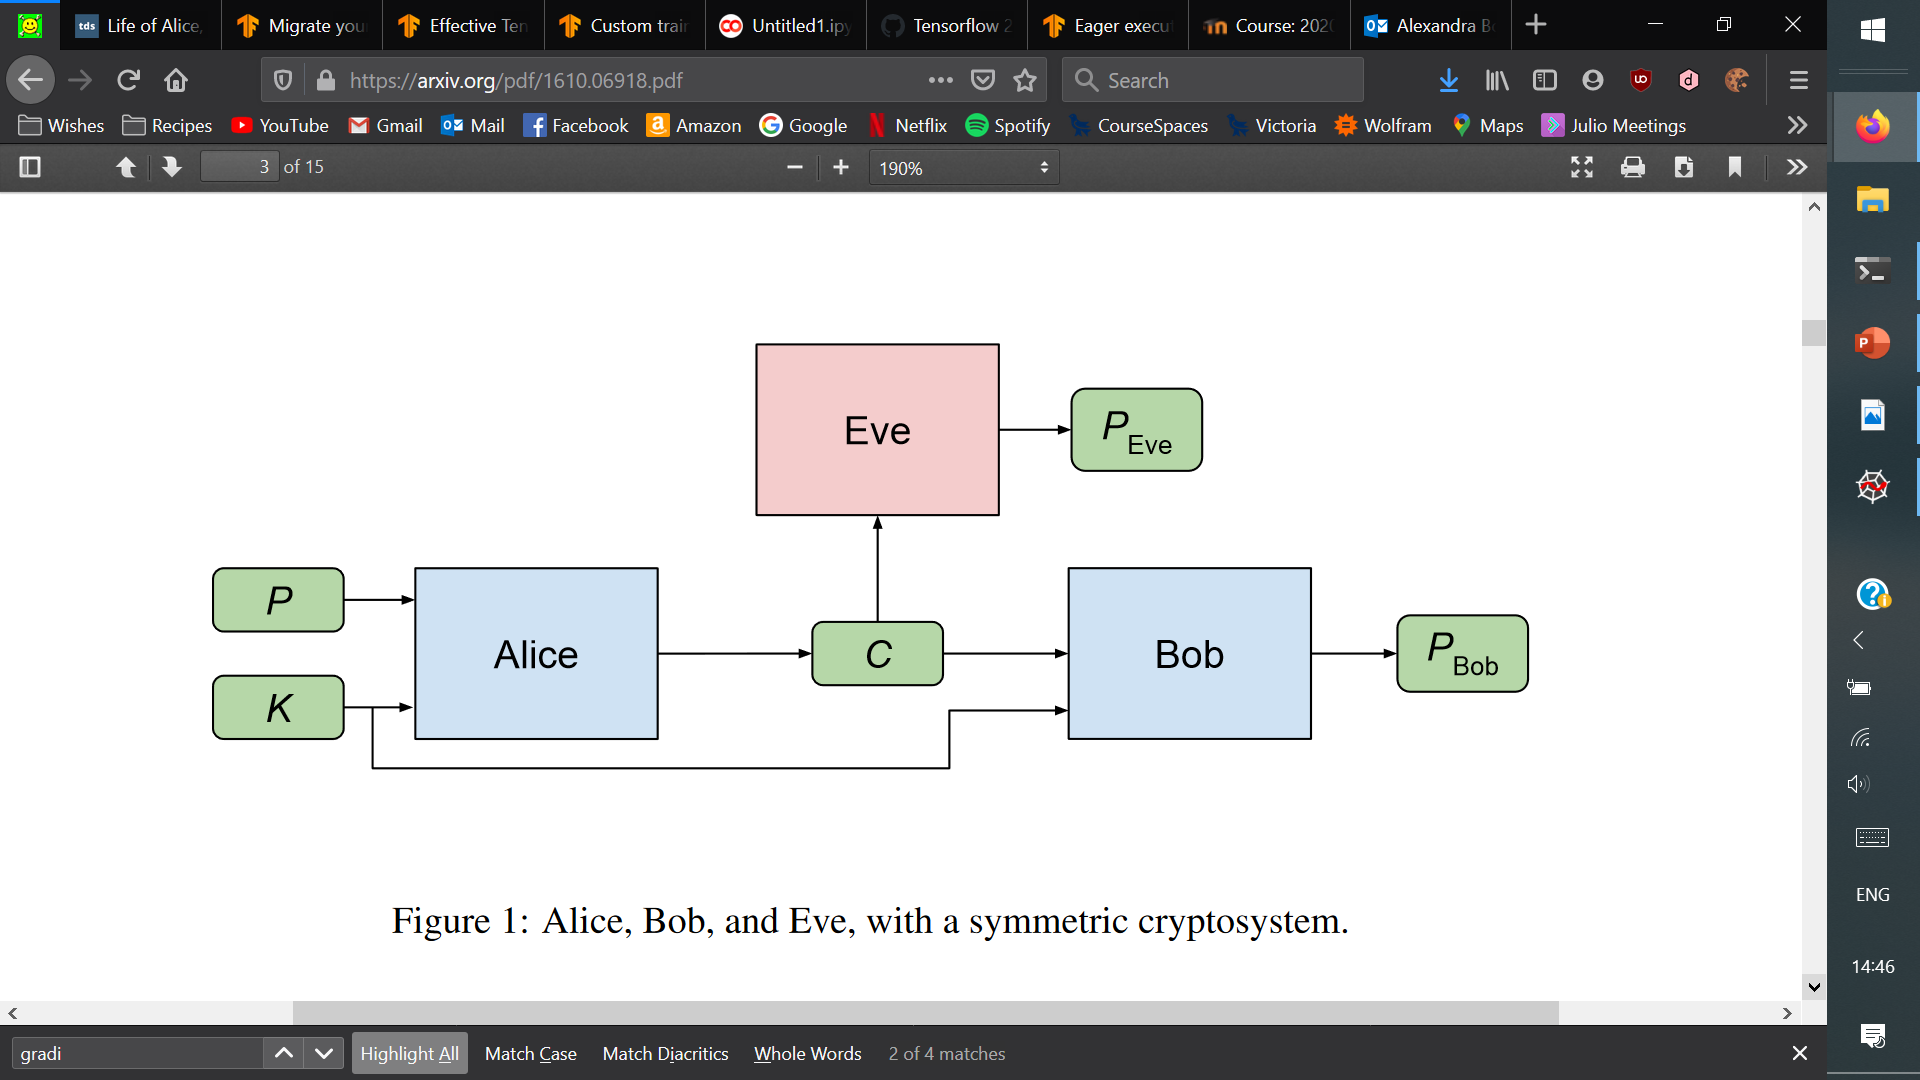 tds Life of Alice,
Migrate you
Effective Ten
Custom trai
Untitled1.ipy
Tensorflow 2
Eager execu
Course: 202
Alexandra B
https://arxiv.org/pdf/1610.06918.pdf
Search
Wishes Recipes YouTube Gmail Mail Facebook Amazon Google Netflix Spotify CourseSpaces Victoria Wolfram Maps Julio Meetings
3 of 15
190%
Eve
P Eve
P
Alice
C
Bob
P Bob
K
Figure 1: Alice, Bob, and Eve, with a symmetric cryptosystem.
ENG
14:46
gradi
Highlight All Match Case Match Diacritics Whole Words 2 of 4 matches